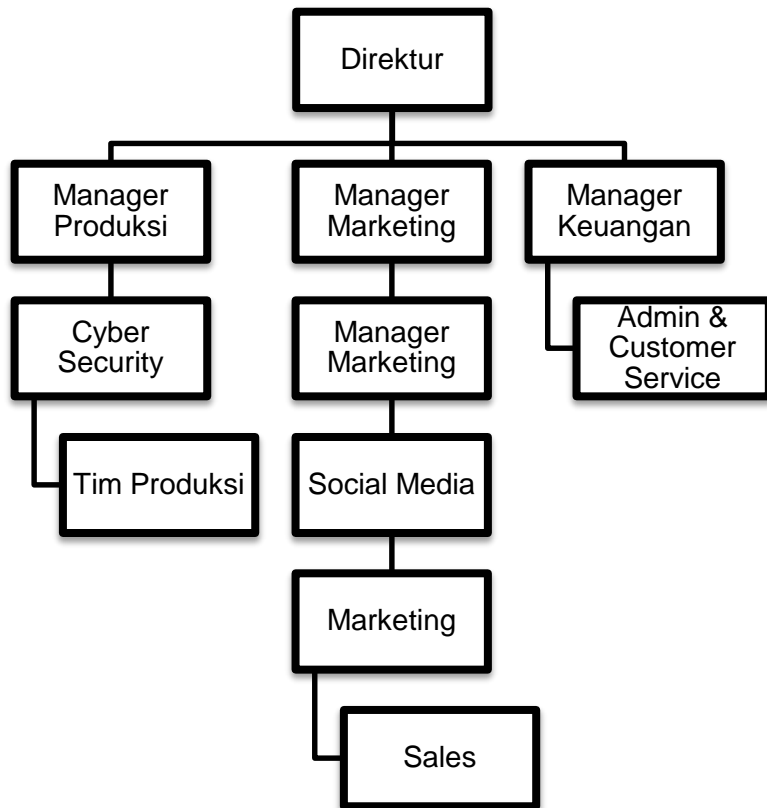 Direktur
Manager
Produksi
Manager
Marketing
Manager
Keuangan
Cyber
Security
Manager
Marketing
Admin &
Customer
Service
Tim Produksi
Social Media
Marketing
Sales